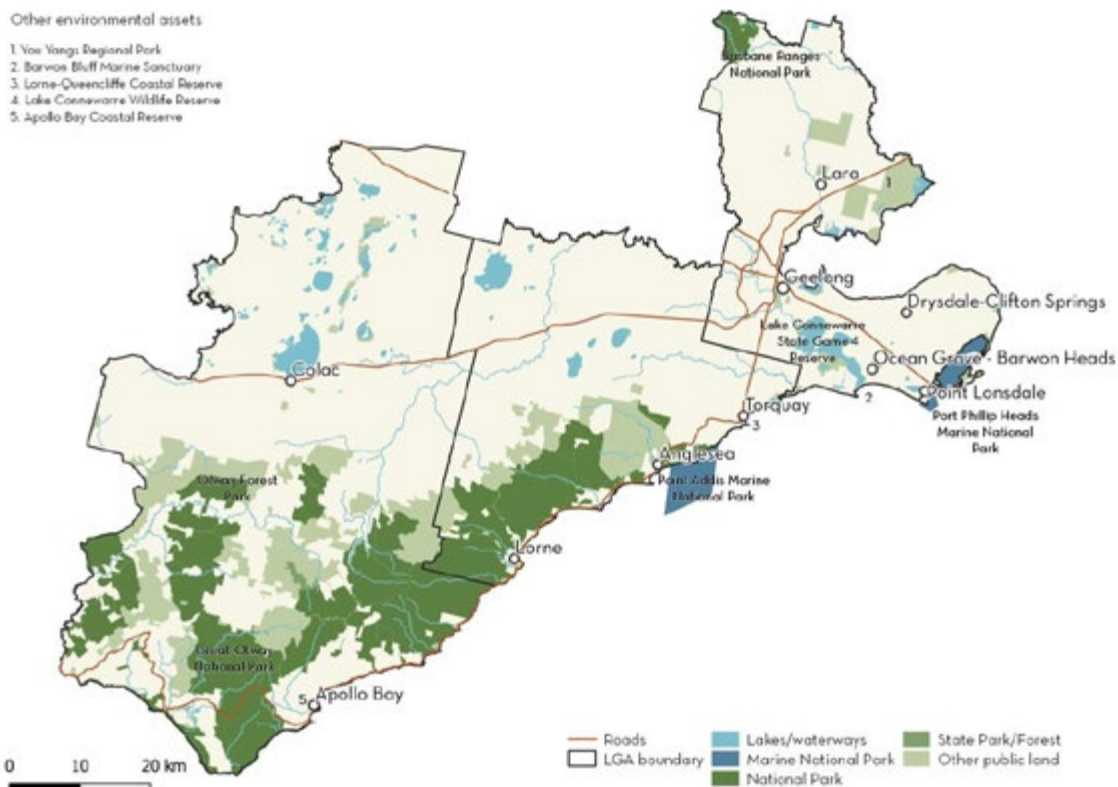 Other environmental assets
1. You Yangs Regional Park
2. Barwon Bluff Marine Sanctuary
3. Lorne-Queencliffe Coastal Reserve
4. Lake Connewarre Wildlife Reserve
5. Apollo Bay Coastal Reserve
Brisbane Ranges
National Park
Lara
1
Geelong
Drysdale-Clifton Springs
Lake Connewarre
State Game 4
Reserve
Ocean Grove - Barwon Heads
Colac
2
Point Lonsdale
Torquay
3
Port Phillip Heads
Marine National
Park
Anglesea
Point Addis Marine
National Park
Otway Forest
Park
Lorne
Great Otway
National Park
5
Apollo Bay
0 10 20 km
Roads
LGA boundary
Lakes/waterways
Marine National Park
National Park
State Park/Forest
Other public land